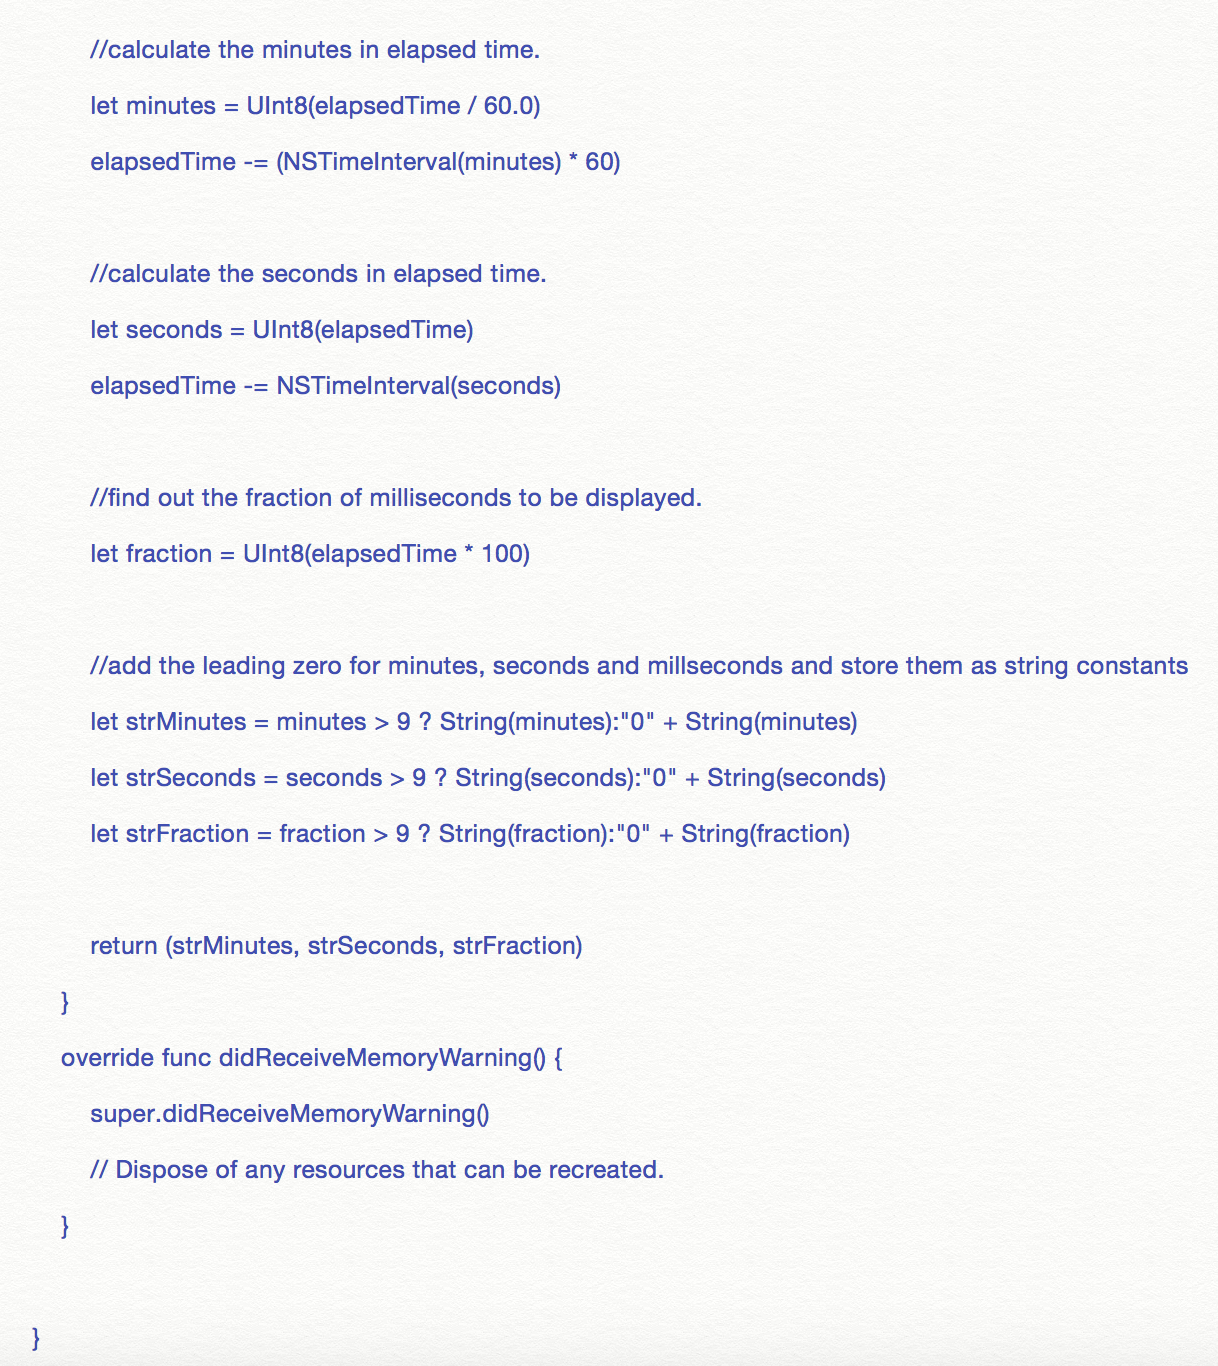 //calculate the minutes in elapsed time.
let minutes = UInt8(elapsedTime / 60.0)
elapsedTime -= (NSTimeInterval(minutes) * 60)
//calculate the seconds in elapsed time.
let seconds = UInt8(elapsedTime)
elapsedTime -= NSTimeInterval(seconds)
//find out the fraction of milliseconds to be displayed.
let fraction = UInt8(elapsedTime * 100)
//add the leading zero for minutes, seconds and millseconds and store them as string constants
let strMinutes = minutes > 9 ? String(minutes):"0" + String(minutes)
let strSeconds = seconds > 9 ? String(seconds):"0" + String(seconds)
let strFraction = fraction > 9 ? String(fraction):"0" + String(fraction)
return (strMinutes, strSeconds, strFraction)
}
override func didReceiveMemoryWarning() {
super.didReceiveMemoryWarning()
// Dispose of any resources that can be recreated.
}
}